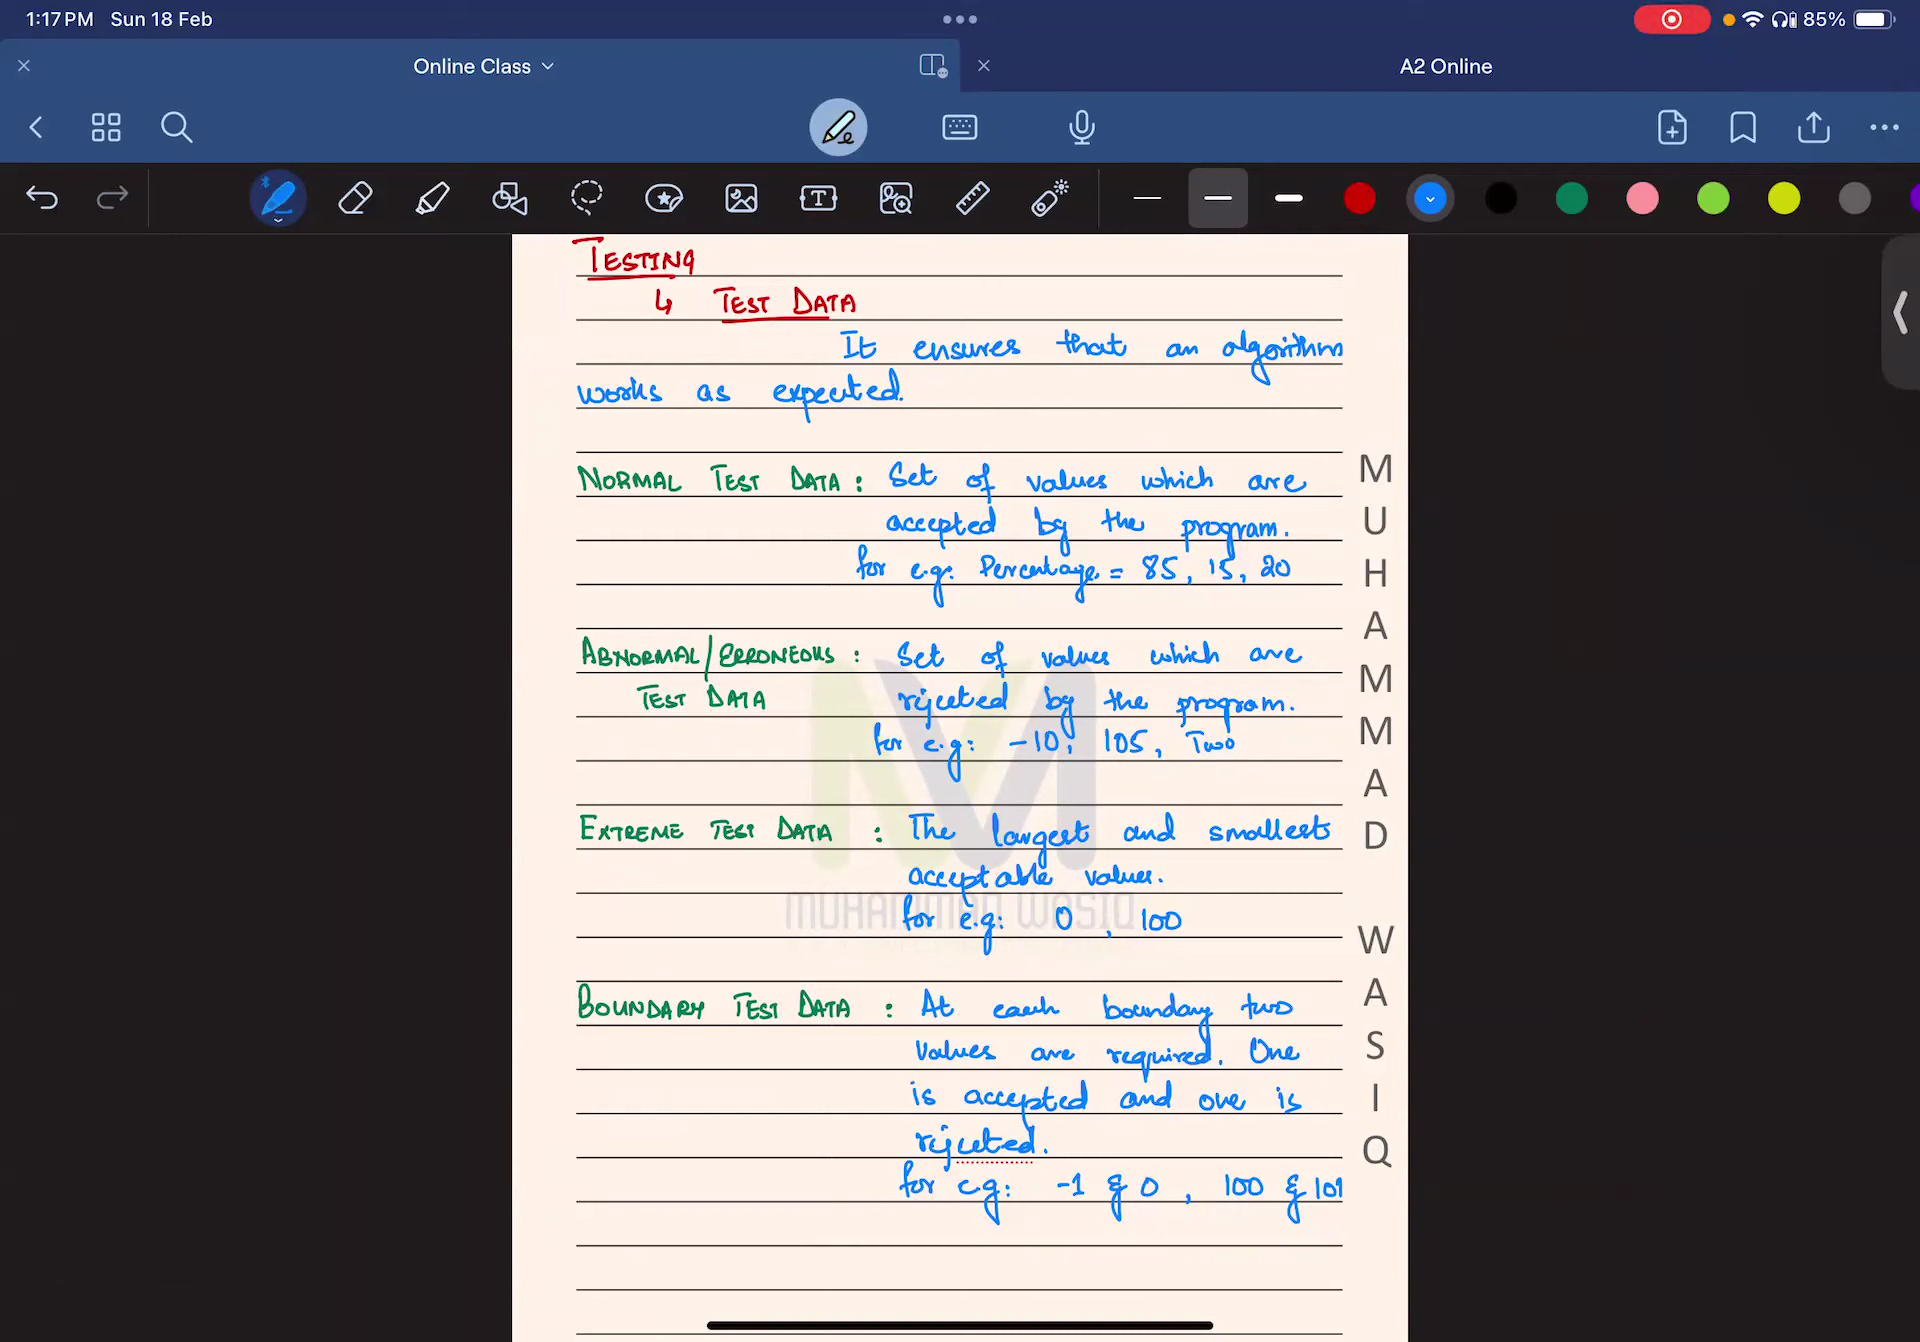 1:17 PM Sun 18 Feb
85%
Online Class
A2 Online
TESTING
↳ TEST DATA
It ensures that an algorithm
works as expected.
NORMAL TEST DATA : Set of values which are
accepted by the program.
for e.g: Percentage = 85, 15, 20
ABNORMAL/ERRONEOUS : Set of values which are
TEST DATA rejected by the program.
for e.g: -10, 105, Two
EXTREME TEST DATA : The largest and smallests
acceptable values.
for e.g: 0 , 100
BOUNDARY TEST DATA : At each boundary two
values are required. One
is accepted and one is
rejected.
for e.g: -1 & 0 , 100 & 101
MUHAMMAD WASIQ
MUHAMMAD WASIQ